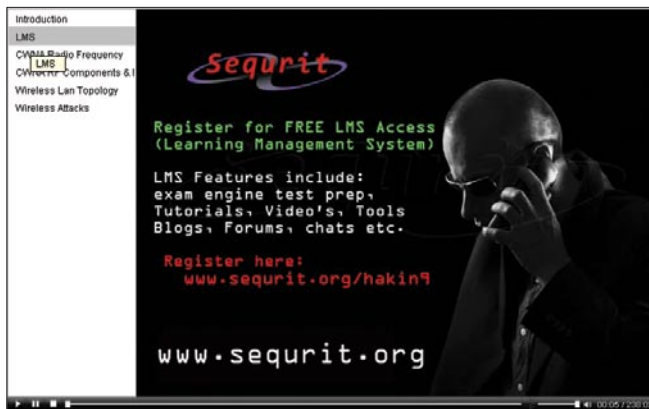 Introduction
LMS
CWNA Radio Frequency
LMS
Components & I
Wireless Lan Topology
Wireless Attacks
Sequrit
Register for FREE LMS Access
(Learning Management System)
LMS Features include:
exam engine test prep,
Tutorials, Video's, Tools
Blogs, Forums, chats etc.
Register here:
www.sequrit.org/hakin9
www.sequrit.org